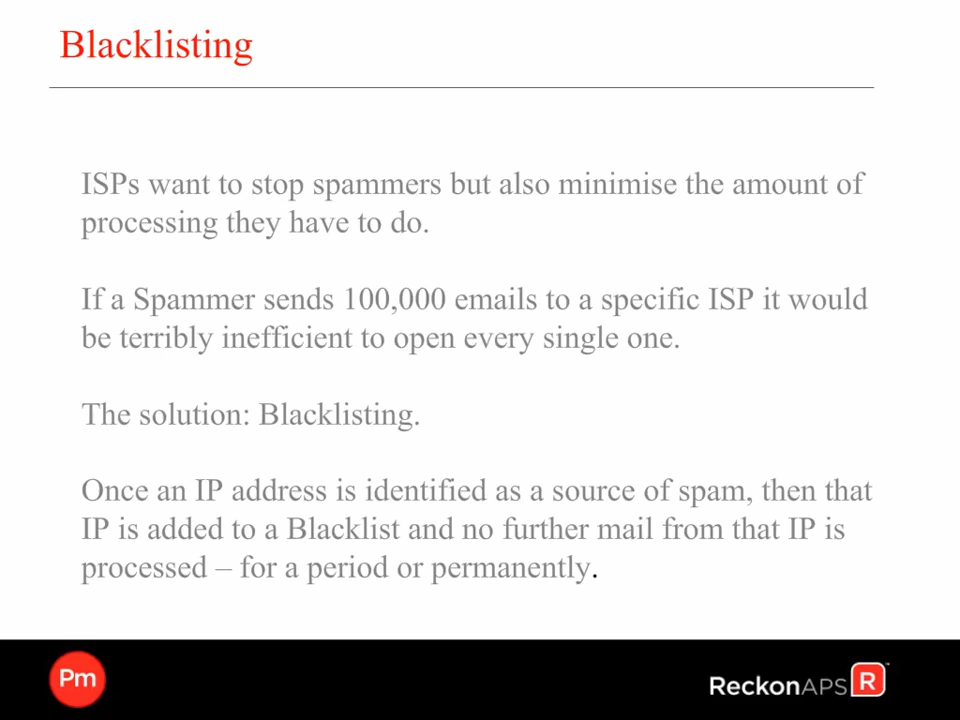 Blacklisting
ISPs want to stop spammers but also minimise the amount of
processing they have to do.
If a Spammer sends 100,000 emails to a specific ISP it would
be terribly inefficient to open every single one.
The solution: Blacklisting.
Once an IP address is identified as a source of spam, then that
IP is added to a Blacklist and no further mail from that IP is
processed – for a period or permanently.
Pm
ReckonAPS R ™